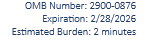 OMB Number: 2900-0876
Expiration: 2/28/2026
Estimated Burden: 2 minutes